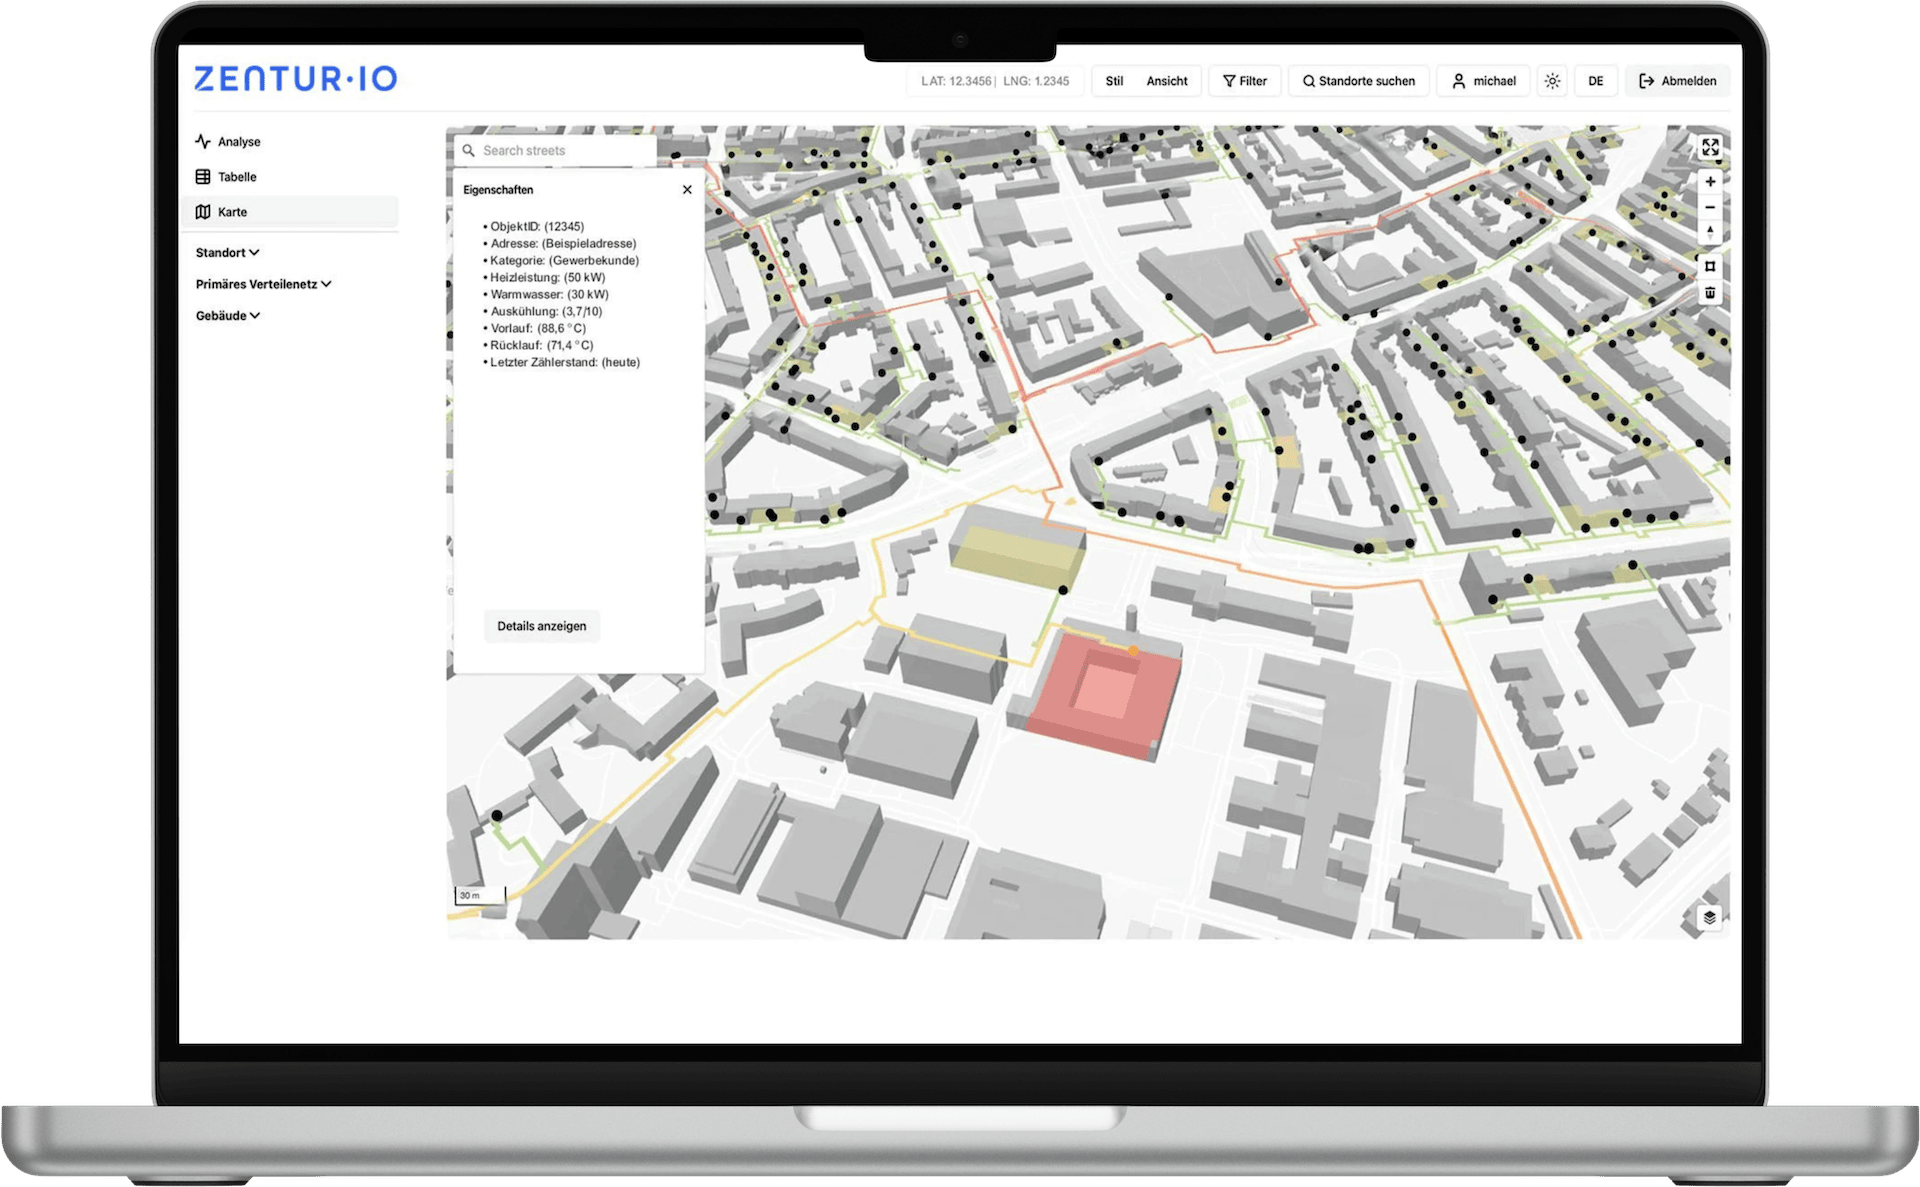 ZENTUR·IO
LAT: 12.3456 | LNG: 1.2345
Stil
Ansicht
Filter
Standorte suchen
michael
DE
Abmelden
Analyse
Tabelle
Karte
Standort
Primäres Verteilenetz
Gebäude
Search streets
Eigenschaften
• ObjektID: (12345)
• Adresse: (Beispieladresse)
• Kategorie: (Gewerbekunde)
• Heizleistung: (50 kW)
• Warmwasser: (30 kW)
• Auskühlung: (3,7/10)
• Vorlauf: (88,6 °C)
• Rücklauf: (71,4 °C)
• Letzter Zählerstand: (heute)
Details anzeigen
30 m